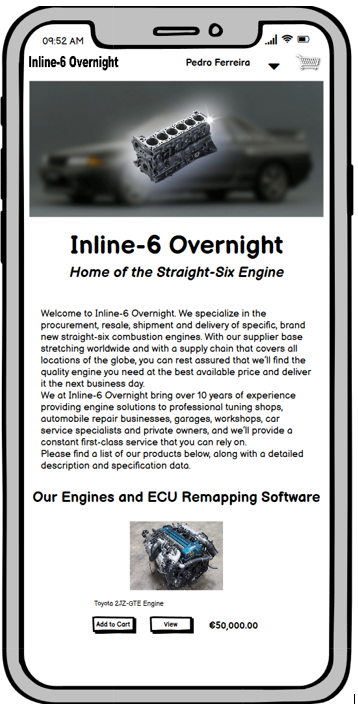 09:52 AM
Inline-6 Overnight
Pedro Ferreira
Inline-6 Overnight
Home of the Straight-Six Engine
Welcome to Inline-6 Overnight. We specialize in the
procurement, resale, shipment and delivery of specific, brand
new straight-six combustion engines. With our supplier base
stretching worldwide and with a supply chain that covers all
locations of the globe, you can rest assured that we'll find the
quality engine you need at the best available price and deliver
it the next business day.
We at Inline-6 Overnight bring over 10 years of experience
providing engine solutions to professional tuning shops,
automobile repair businesses, garages, workshops, car
service specialists and private owners, and we'll provide a
constant first-class service that you can rely on.
Please find a list of our products below, along with a detailed
description and specification data.
Our Engines and ECU Remapping Software
Toyota 2JZ-GTE Engine
Add to Cart
View
€50,000.00